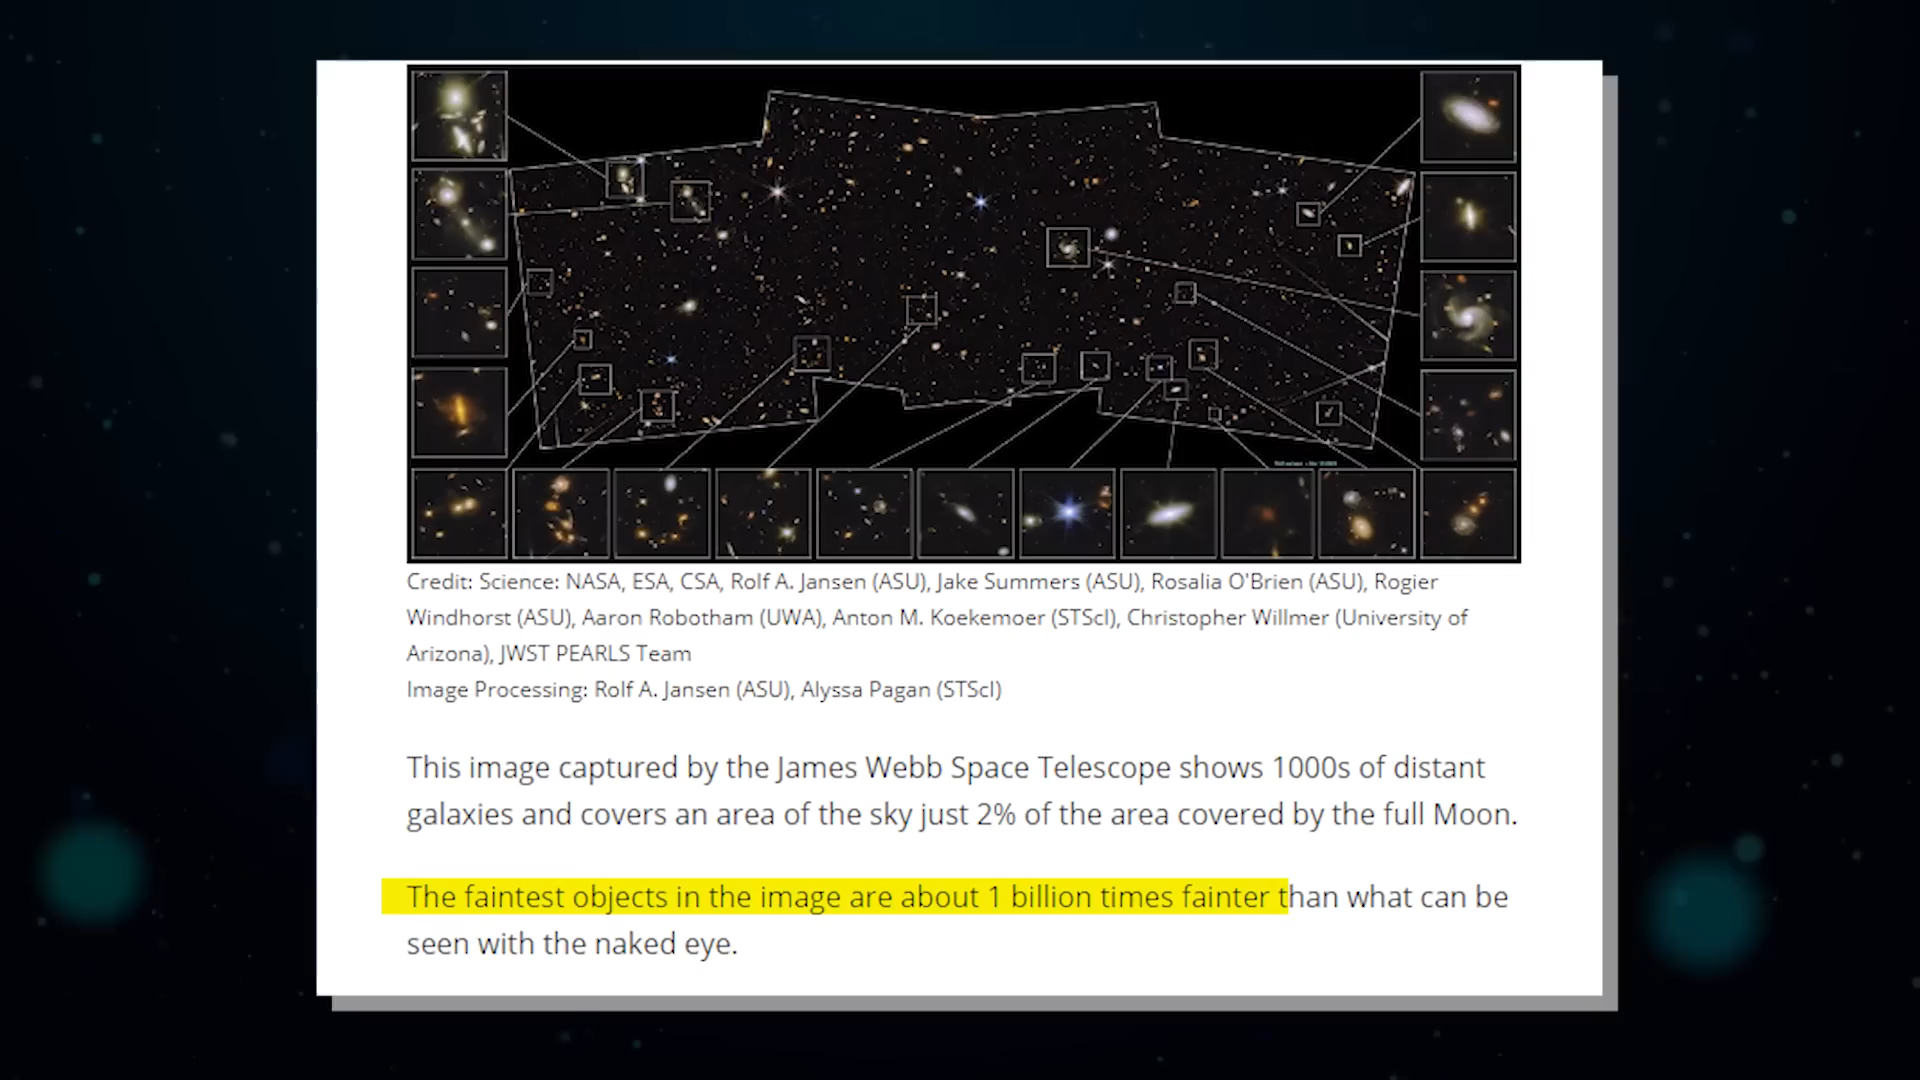 Credit: Science: NASA, ESA, CSA, Rolf A. Jansen (ASU), Jake Summers (ASU), Rosalia O'Brien (ASU), Rogier
Windhorst (ASU), Aaron Robotham (UWA), Anton M. Koekemoer (STScI), Christopher Willmer (University of
Arizona), JWST PEARLS Team
Image Processing: Rolf A. Jansen (ASU), Alyssa Pagan (STScI)
This image captured by the James Webb Space Telescope shows 1000s of distant
galaxies and covers an area of the sky just 2% of the area covered by the full Moon.
The faintest objects in the image are about 1 billion times fainter than what can be
seen with the naked eye.